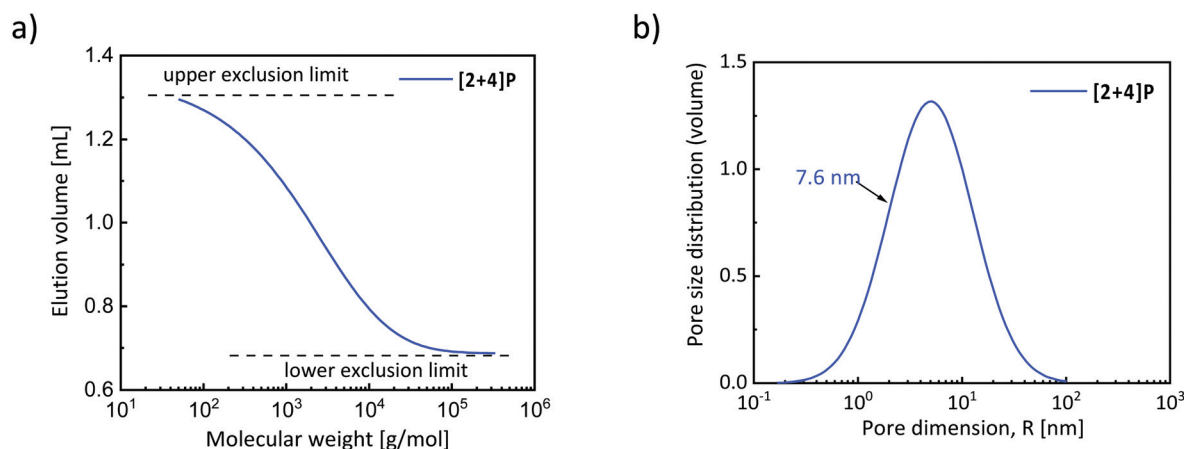 a)
Elution volume [mL]
1.4
1.2
1.0
0.8
0.6
upper exclusion limit
[2+4]P
lower exclusion limit
10¹ 10² 10³ 10⁴ 10⁵ 10⁶
Molecular weight [g/mol]
b)
Pore size distribution (volume)
1.5
1.0
0.5
0.0
[2+4]P
7.6 nm
10⁻¹ 10⁰ 10¹ 10² 10³
Pore dimension, R [nm]